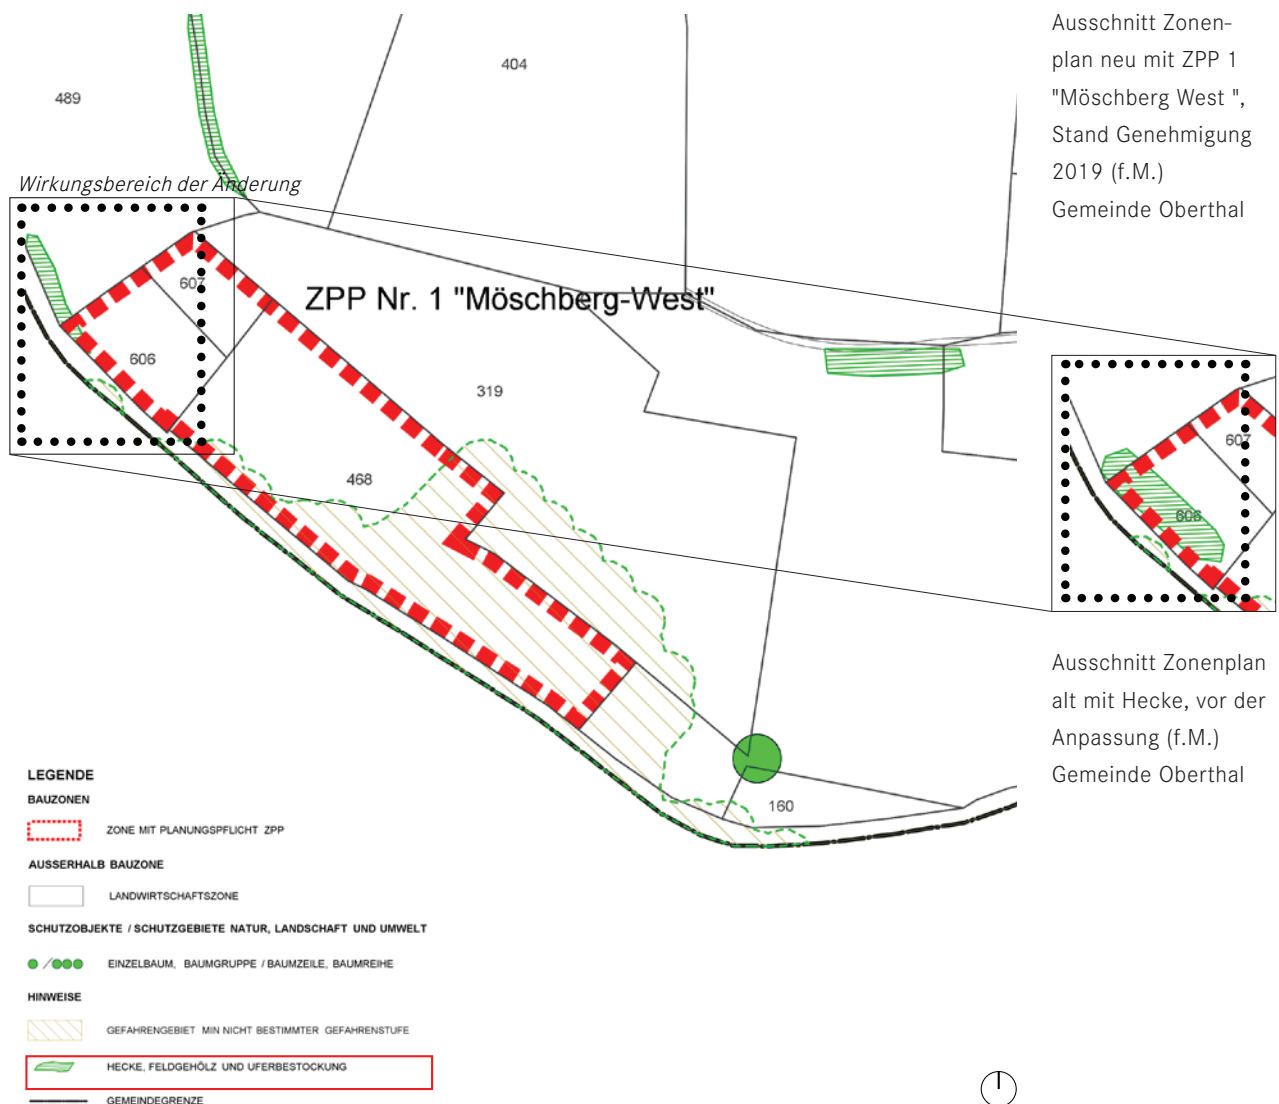 Ausschnitt Zonen-
plan neu mit ZPP 1
"Möschberg West ",
Stand Genehmigung
2019 (f.M.)
Gemeinde Oberthal
404
489
Wirkungsbereich der Änderung
607
ZPP Nr. 1 "Möschberg-West"
606
319
468
607
606
160
Ausschnitt Zonenplan
alt mit Hecke, vor der
Anpassung (f.M.)
Gemeinde Oberthal
LEGENDE
BAUZONEN
ZONE MIT PLANUNGSPFLICHT ZPP
AUSSERHALB BAUZONE
LANDWIRTSCHAFTSZONE
SCHUTZOBJEKTE / SCHUTZGEBIETE NATUR, LANDSCHAFT UND UMWELT
EINZELBAUM, BAUMGRUPPE / BAUMZEILE, BAUMREIHE
HINWEISE
GEFAHRENGEBIET MIN NICHT BESTIMMTER GEFAHRENSTUFE
HECKE, FELDGEHÖLZ UND UFERBESTOCKUNG
GEMEINDEGRENZE